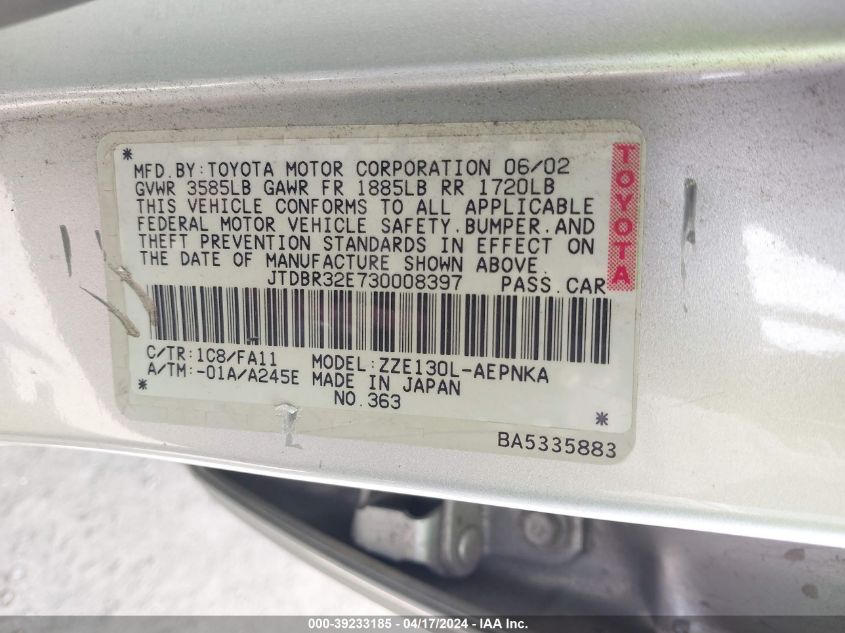 MFD.BY:TOYOTA MOTOR CORPORATION 06/02
GVWR 3585LB GAWR FR 1885LB RR 1720LB
THIS VEHICLE CONFORMS TO ALL APPLICABLE
FEDERAL MOTOR VEHICLE SAFETY.BUMPER.AND
THEFT PREVENTION STANDARDS IN EFFECT ON
THE DATE OF MANUFACTURE SHOWN ABOVE.
JTDBR32E730008397 PASS.CAR
C/TR:1C8/FA11 MODEL:ZZE130L-AEPNKA
A/TM:-01A/A245E MADE IN JAPAN
NO.363
BA5335883
TOYOTA
000-39233185 - 04/17/2024 - IAA Inc.